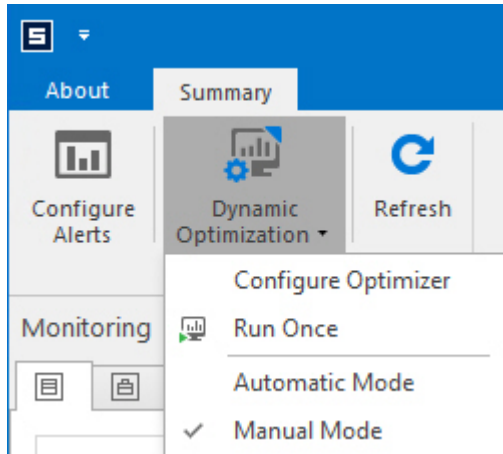 About
Summary
Configure
Alerts
Dynamic
Optimization
Refresh
Configure Optimizer
Monitoring
Run Once
Automatic Mode
Manual Mode